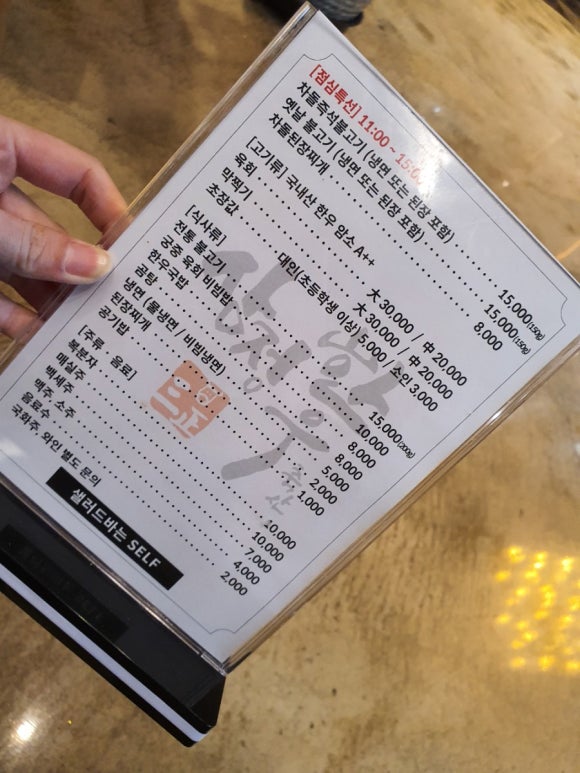 [점심특선] 11:00 ~
차돌즉석불고기 (냉면 또는 된장 포함) 15,000(150g)
옛날 불고기 (냉면 또는 된장 포함) 15,000(150g)
차돌된장찌개 8,000
[고기류] 국내산 한우 암소 A++
육회 大 30,000 / 中 20,000
막찍기 大 30,000 / 中 20,000
초장값 대인(초등학생 이상) 5,000 / 소인 3,000
[식사류]
전통 불고기 15,000(200g)
궁중 육회 비빔밥 10,000
한우국밥 8,000
곰탕 8,000
냉면 (물냉면 / 비빔냉면) 5,000
된장찌개 2,000
공기밥 1,000
[주류 음료]
복분자 10,000
매실주 10,000
백세주 7,000
맥주 소주 4,000
음료수 2,000
국화주, 와인 별도 문의
샐러드바는 SELF